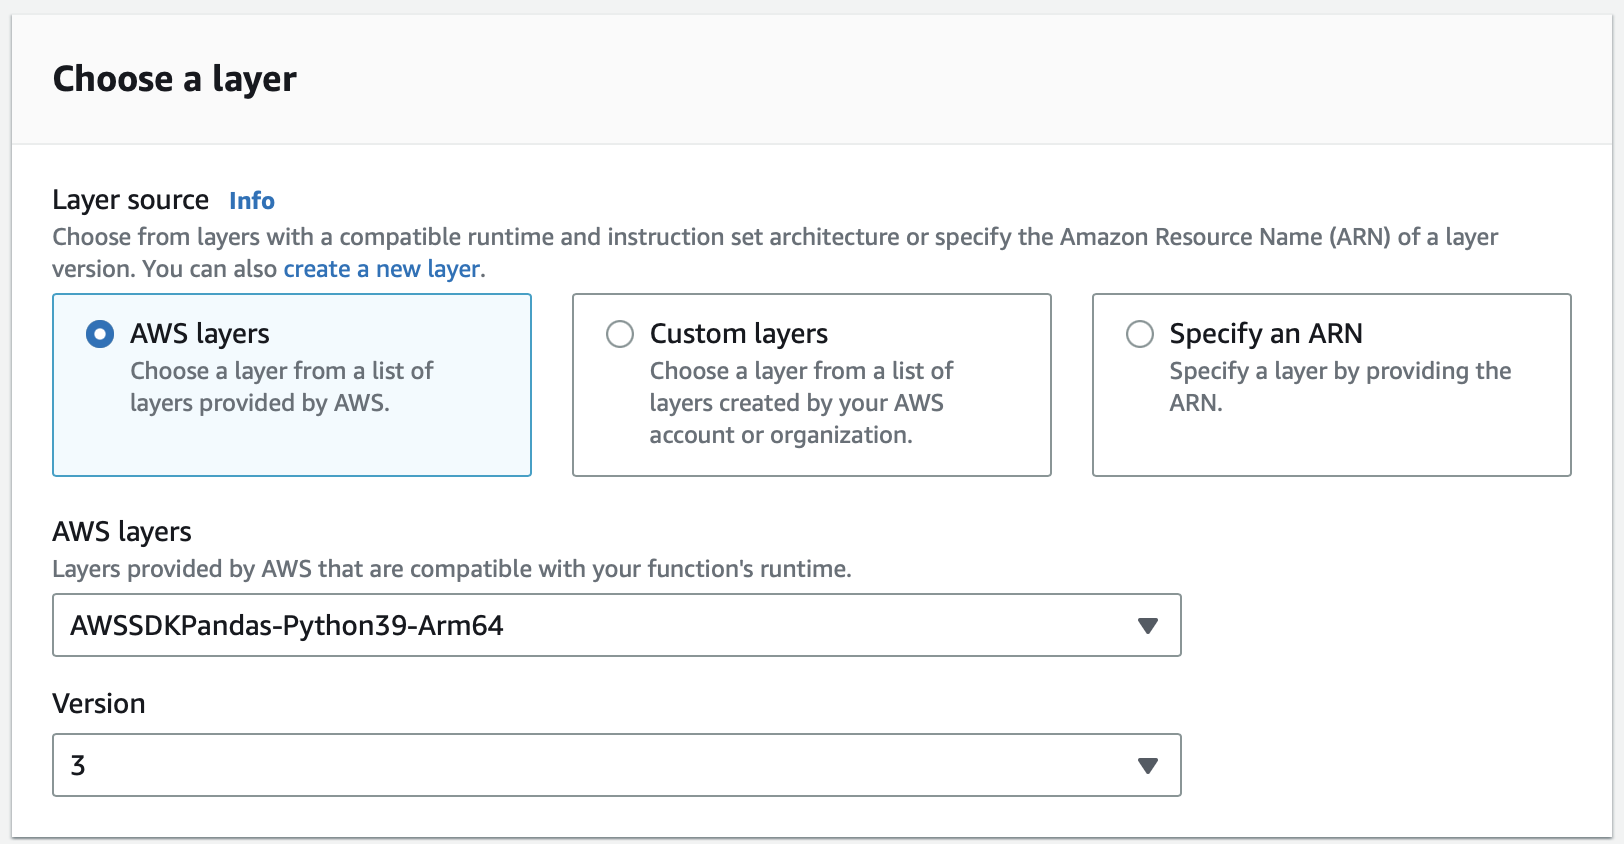 Choose a layer
Layer source Info
Choose from layers with a compatible runtime and instruction set architecture or specify the Amazon Resource Name (ARN) of a layer
version. You can also create a new layer.
AWS layers
Choose a layer from a list of
layers provided by AWS.
Custom layers
Choose a layer from a list of
layers created by your AWS
account or organization.
Specify an ARN
Specify a layer by providing the
ARN.
AWS layers
Layers provided by AWS that are compatible with your function's runtime.
AWSSDKPandas-Python39-Arm64
Version
3